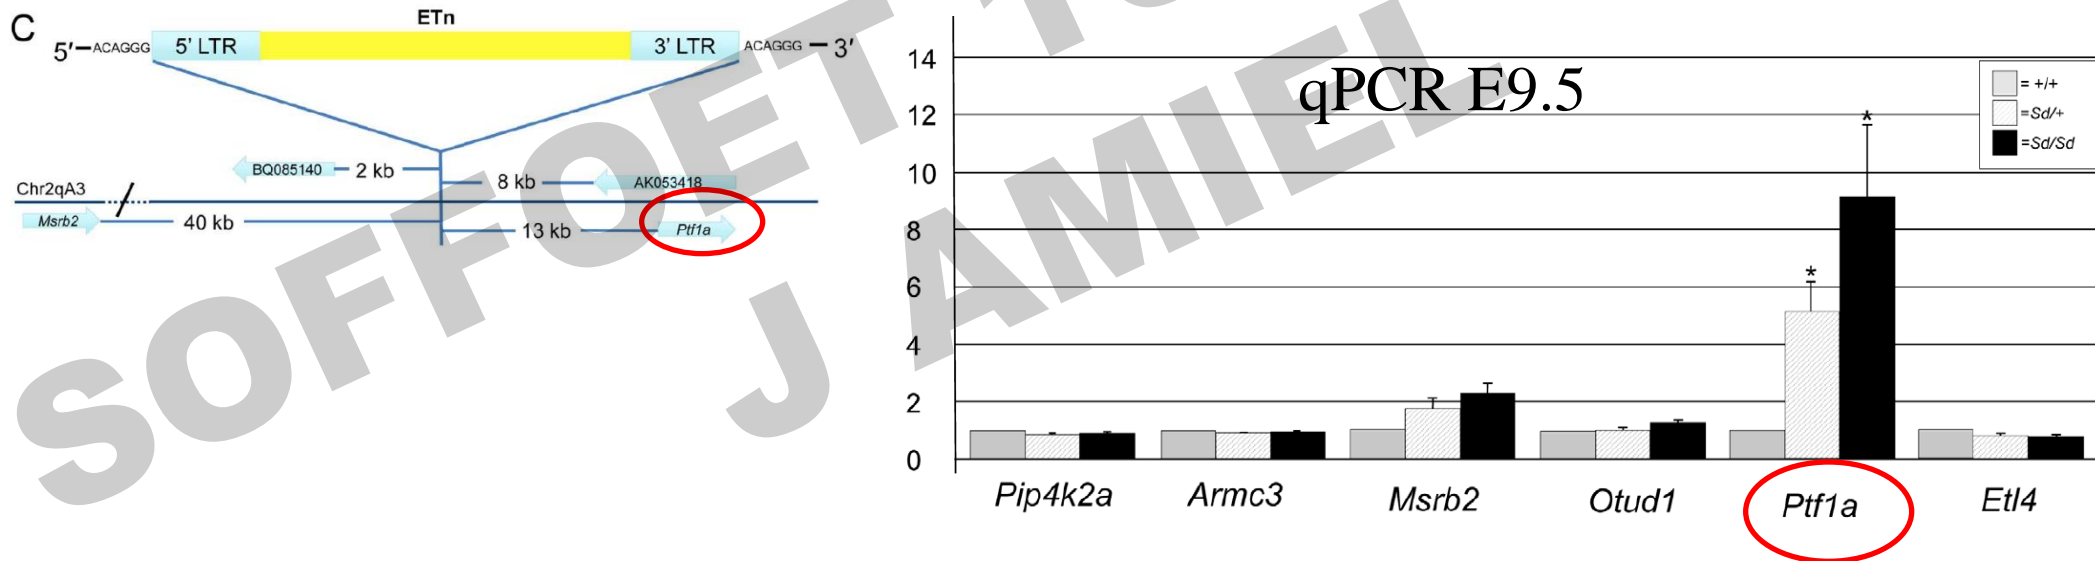 C
ETn
5'
ACAGGG
5' LTR
3' LTR
ACAGGG
3'
BQ085140
2 kb
8 kb
AK053418
Chr2qA3
Msrb2
40 kb
13 kb
Ptf1a
qPCR E9.5
14
12
10
8
6
4
2
0
= +/+
=Sd/+
=Sd/Sd
*
*
Pip4k2a
Armc3
Msrb2
Otud1
Ptf1a
Etl4
SOFFOET
J AMIEL